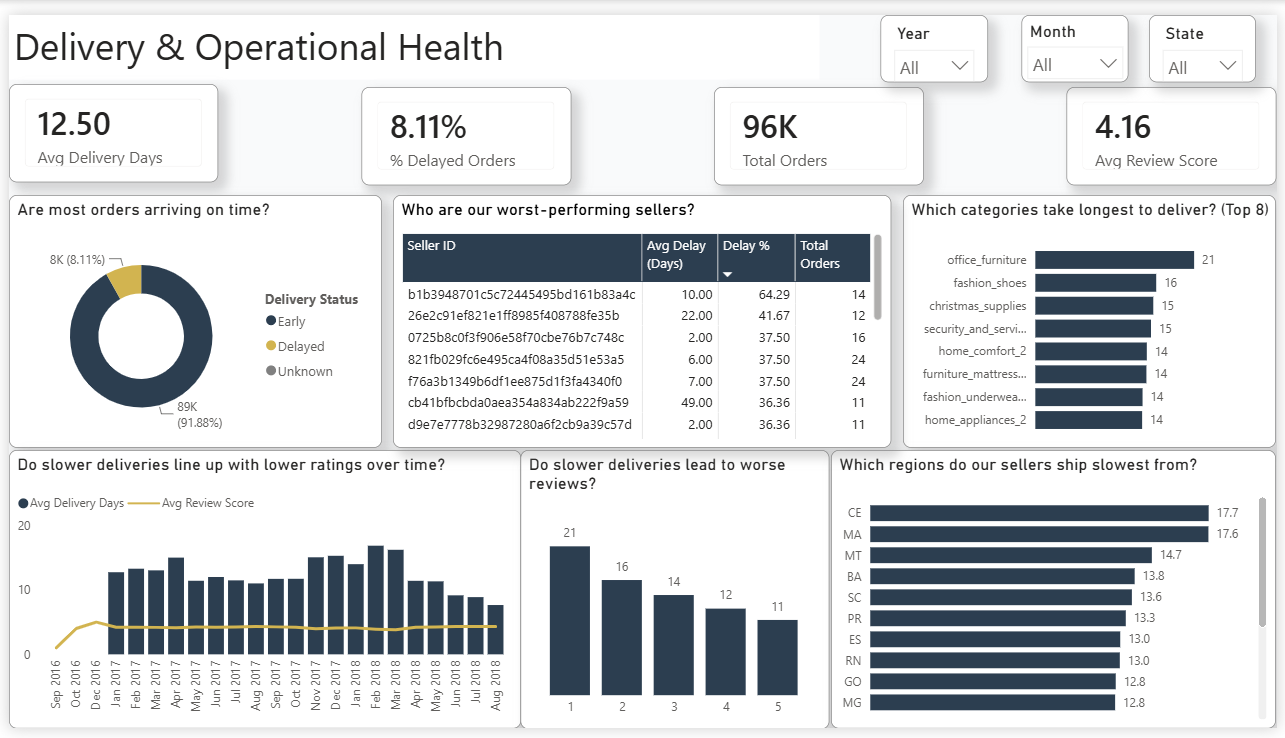 Delivery & Operational Health
Year
All
Month
All
State
All
12.50
Avg Delivery Days
8.11%
% Delayed Orders
96K
Total Orders
4.16
Avg Review Score
Are most orders arriving on time?
8K (8.11%)
89K
(91.88%)
Delivery Status
Early
Delayed
Unknown
Who are our worst-performing sellers?
Seller ID Avg Delay (Days) Delay % Total Orders
b1b3948701c5c72445495bd161b83a4c 10.00 64.29 14
26e2c91ef821e1ff8985f408788fe35b 22.00 41.67 12
0725b8c0f3f906e58f70cbe76b7c748c 2.00 37.50 16
821fb029fc6e495ca4f08a35d51e53a5 6.00 37.50 24
f76a3b1349b6df1ee875d1f3fa4340f0 7.00 37.50 24
cb41bfbcbda0aea354a834ab222f9a59 49.00 36.36 11
d9e7e7778b32987280a6f2cb9a39c57d 2.00 36.36 11
Which categories take longest to deliver? (Top 8)
office_furniture 21
fashion_shoes 16
christmas_supplies 15
security_and_servi... 15
home_comfort_2 14
furniture_mattress... 14
fashion_underwea... 14
home_appliances_2 14
Do slower deliveries line up with lower ratings over time?
Avg Delivery Days Avg Review Score
20
10
0
Sep 2016
Oct 2016
Dec 2016
Jan 2017
Feb 2017
Mar 2017
Apr 2017
May 2017
Jun 2017
Jul 2017
Aug 2017
Sep 2017
Oct 2017
Nov 2017
Dec 2017
Jan 2018
Feb 2018
Mar 2018
Apr 2018
May 2018
Jun 2018
Jul 2018
Aug 2018
Do slower deliveries lead to worse
reviews?
21
16
14
12
11
1 2 3 4 5
Which regions do our sellers ship slowest from?
CE 17.7
MA 17.6
MT 14.7
BA 13.8
SC 13.6
PR 13.3
ES 13.0
RN 13.0
GO 12.8
MG 12.8